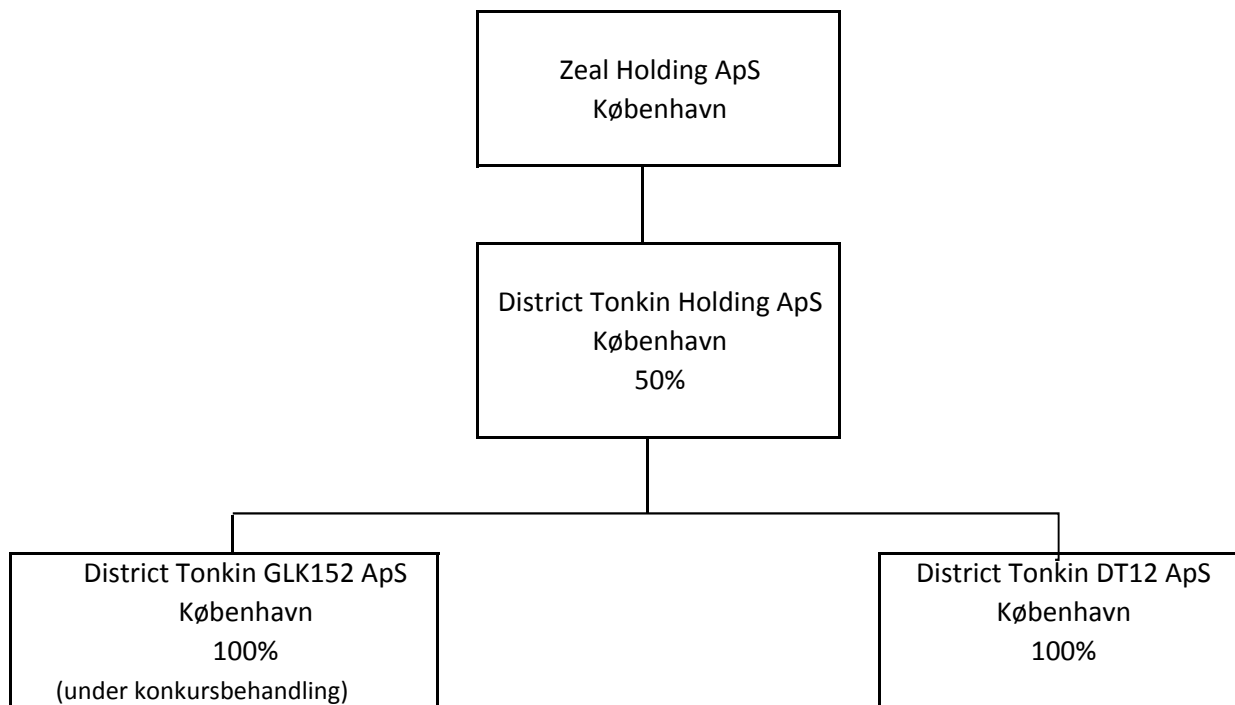 Zeal Holding ApS
København
District Tonkin Holding ApS
København
50%
District Tonkin GLK152 ApS
København
100%
(under konkursbehandling)
District Tonkin DT12 ApS
København
100%